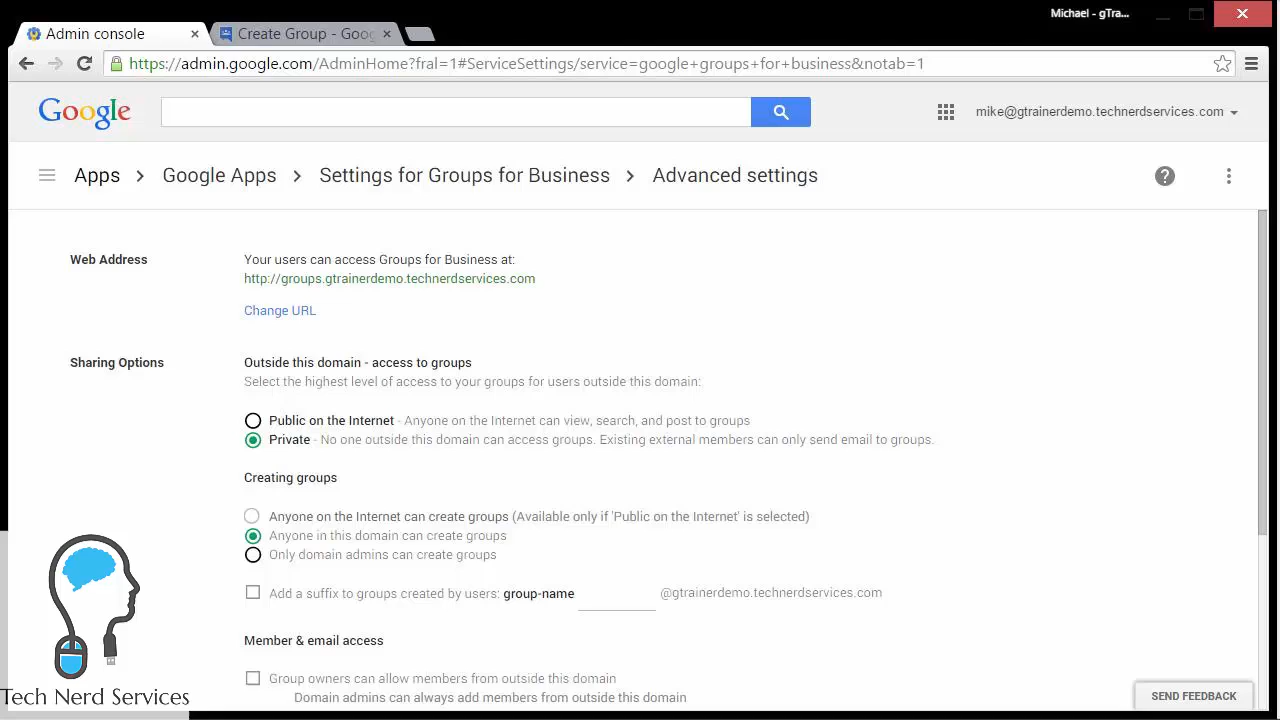 Michael - gTra...
Admin console
Create Group - Goog
https://admin.google.com/AdminHome?fral=1#ServiceSettings/service=google+groups+for+business&notab=1
Google
mike@gtrainerdemo.technerdservices.com
Apps > Google Apps > Settings for Groups for Business > Advanced settings
Web Address
Your users can access Groups for Business at:
http://groups.gtrainerdemo.technerdservices.com
Change URL
Sharing Options
Outside this domain - access to groups
Select the highest level of access to your groups for users outside this domain:
Public on the Internet - Anyone on the Internet can view, search, and post to groups
Private - No one outside this domain can access groups. Existing external members can only send email to groups.
Creating groups
Anyone on the Internet can create groups (Available only if 'Public on the Internet' is selected)
Anyone in this domain can create groups
Only domain admins can create groups
Add a suffix to groups created by users: group-name @gtrainerdemo.technerdservices.com
Member & email access
Group owners can allow members from outside this domain
Domain admins can always add members from outside this domain
SEND FEEDBACK
Tech Nerd Services